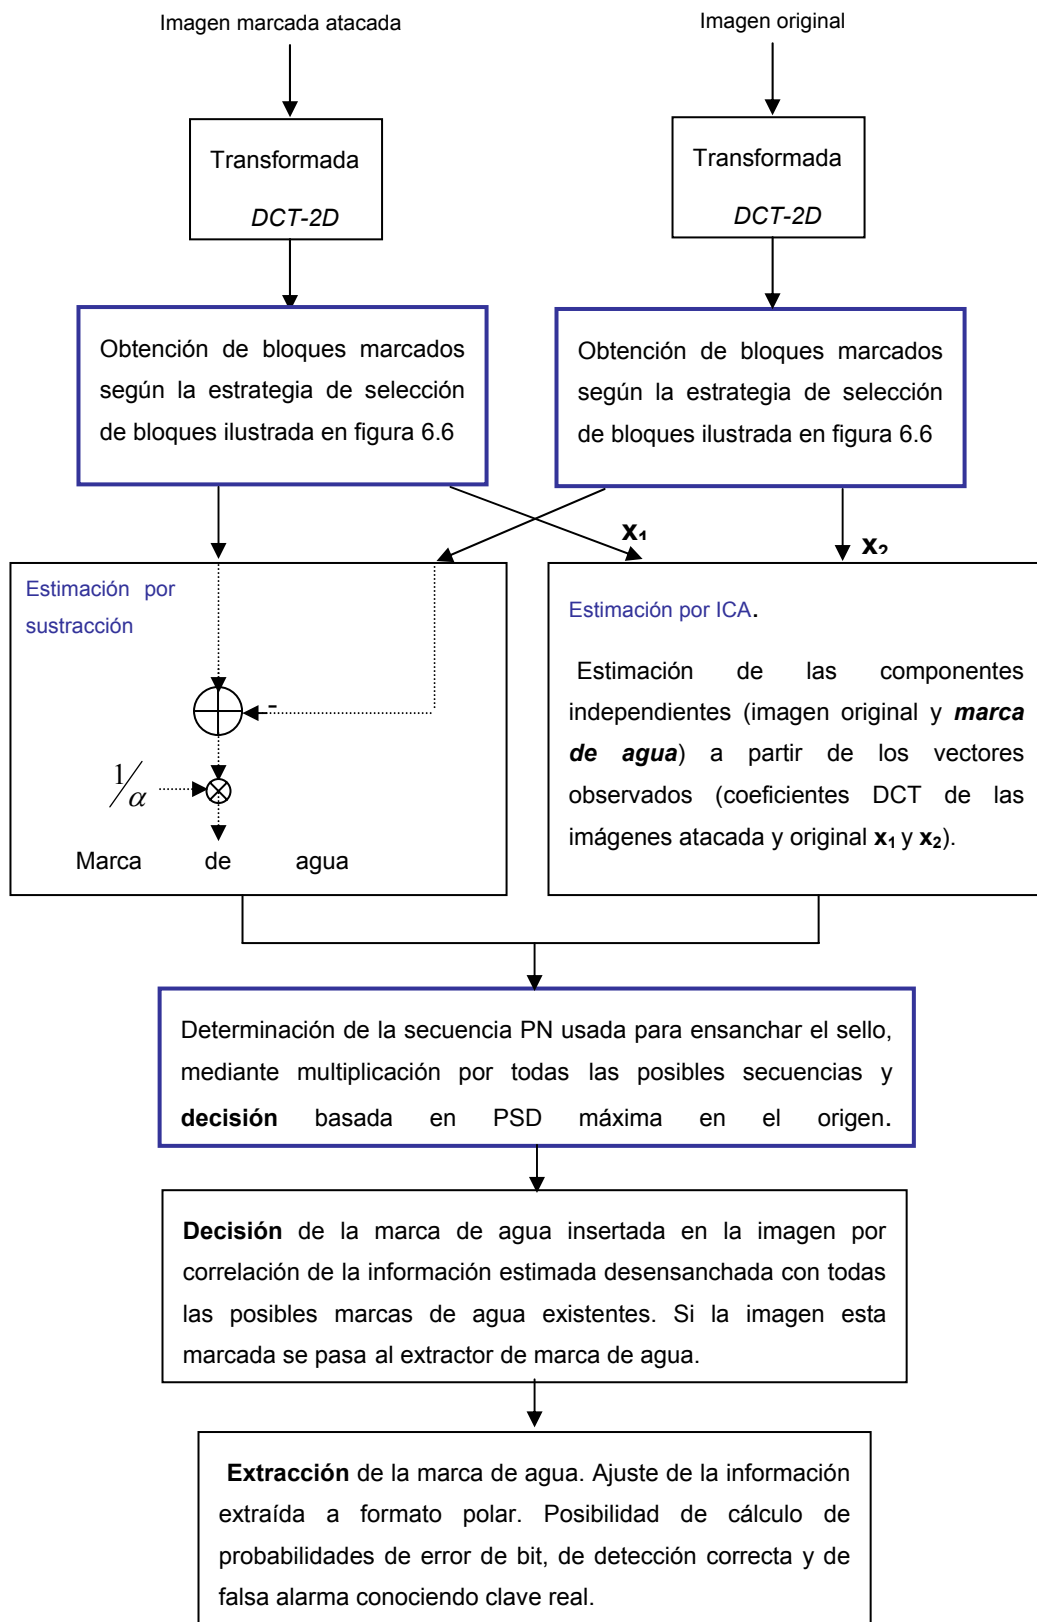 Imagen marcada atacada
Imagen original
Transformada
DCT-2D
Transformada
DCT-2D
Obtención de bloques marcados
según la estrategia de selección
de bloques ilustrada en figura 6.6
Obtención de bloques marcados
según la estrategia de selección
de bloques ilustrada en figura 6.6
x₁
x₂
Estimación por
sustracción
-
1/α
Marca de agua
Estimación por ICA.
Estimación de las componentes
independientes (imagen original y marca
de agua) a partir de los vectores
observados (coeficientes DCT de las
imágenes atacada y original x₁ y x₂).
Determinación de la secuencia PN usada para ensanchar el sello,
mediante multiplicación por todas las posibles secuencias y
decisión basada en PSD máxima en el origen.
Decisión de la marca de agua insertada en la imagen por
correlación de la información estimada desensanchada con todas
las posibles marcas de agua existentes. Si la imagen esta
marcada se pasa al extractor de marca de agua.
Extracción de la marca de agua. Ajuste de la información
extraída a formato polar. Posibilidad de cálculo de
probabilidades de error de bit, de detección correcta y de
falsa alarma conociendo clave real.